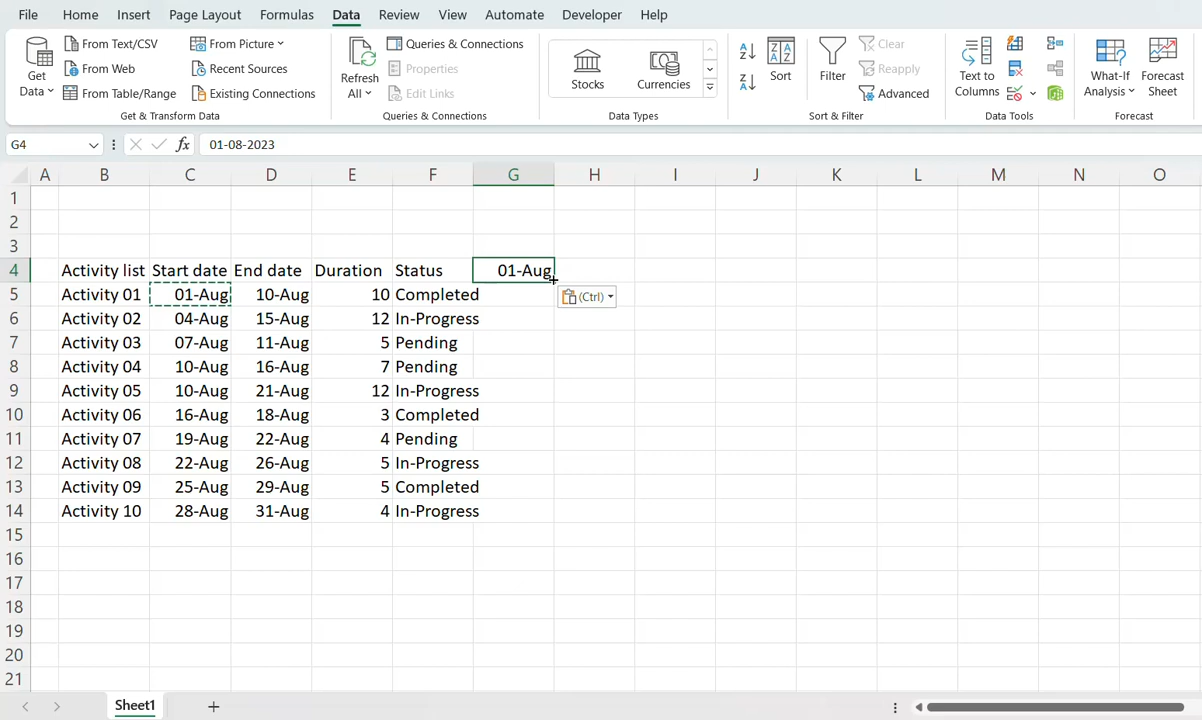 File Home Insert Page Layout Formulas Data Review View Automate Developer Help
Get Data
From Text/CSV
From Web
From Table/Range
From Picture
Recent Sources
Existing Connections
Get & Transform Data
Refresh All
Queries & Connections
Properties
Edit Links
Queries & Connections
Stocks
Currencies
Data Types
Sort
Filter
Clear
Reapply
Advanced
Sort & Filter
Text to Columns
Data Tools
What-If Analysis
Forecast Sheet
Forecast
G4 fx 01-08-2023
A B C D E F G H I J K L M N O
1
2
3
4 Activity list Start date End date Duration Status 01-Aug
5 Activity 01 01-Aug 10-Aug 10 Completed (Ctrl)
6 Activity 02 04-Aug 15-Aug 12 In-Progress
7 Activity 03 07-Aug 11-Aug 5 Pending
8 Activity 04 10-Aug 16-Aug 7 Pending
9 Activity 05 10-Aug 21-Aug 12 In-Progress
10 Activity 06 16-Aug 18-Aug 3 Completed
11 Activity 07 19-Aug 22-Aug 4 Pending
12 Activity 08 22-Aug 26-Aug 5 In-Progress
13 Activity 09 25-Aug 29-Aug 5 Completed
14 Activity 10 28-Aug 31-Aug 4 In-Progress
15
16
17
18
19
20
21
Sheet1